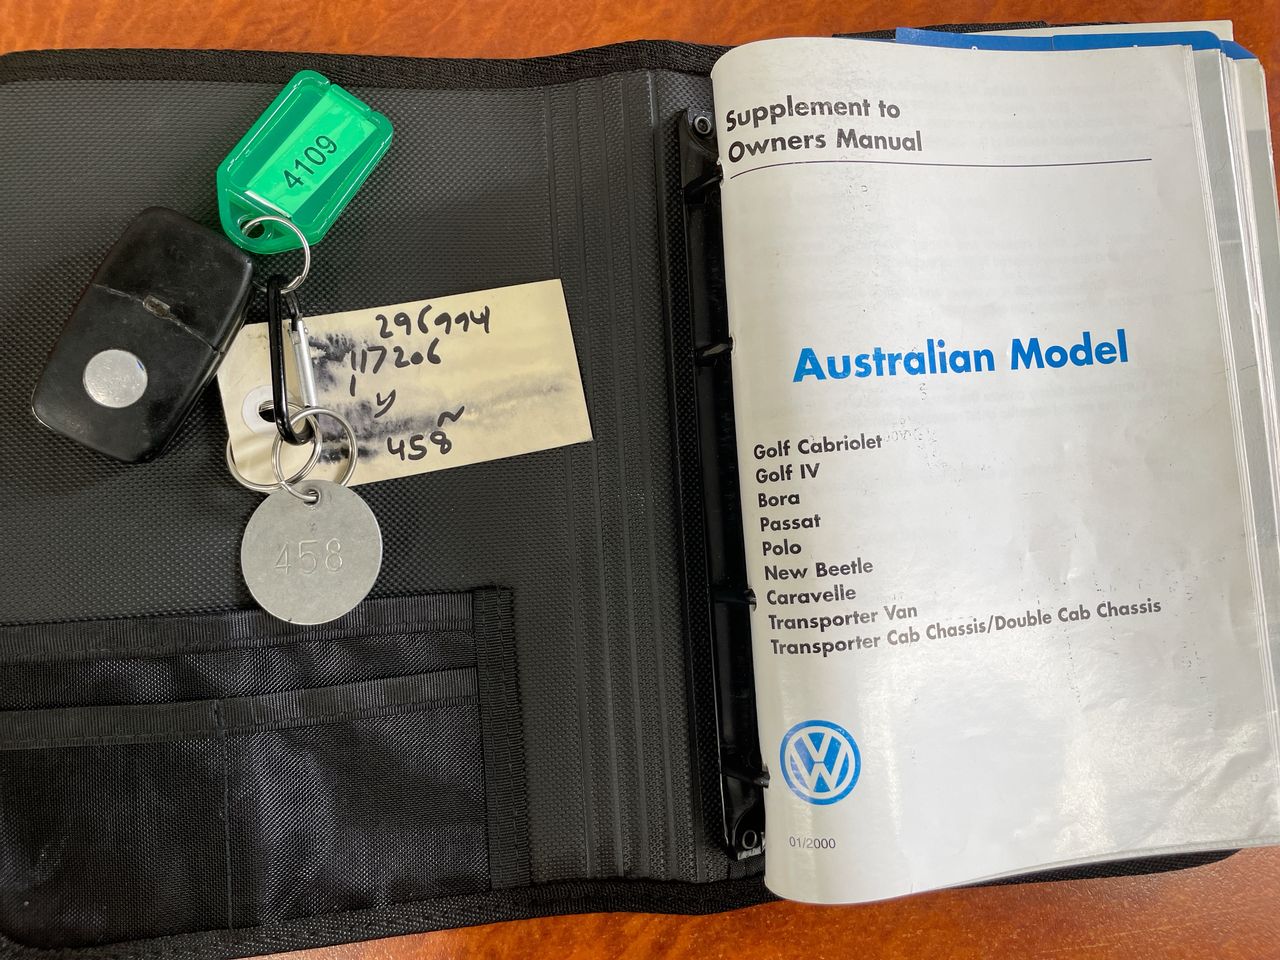 4109
296994
117206
1
y
458
458
Supplement to
Owners Manual
Australian Model
Golf Cabriolet
Golf IV
Bora
Passat
Polo
New Beetle
Caravelle
Transporter Van
Transporter Cab Chassis/Double Cab Chassis
01/2000